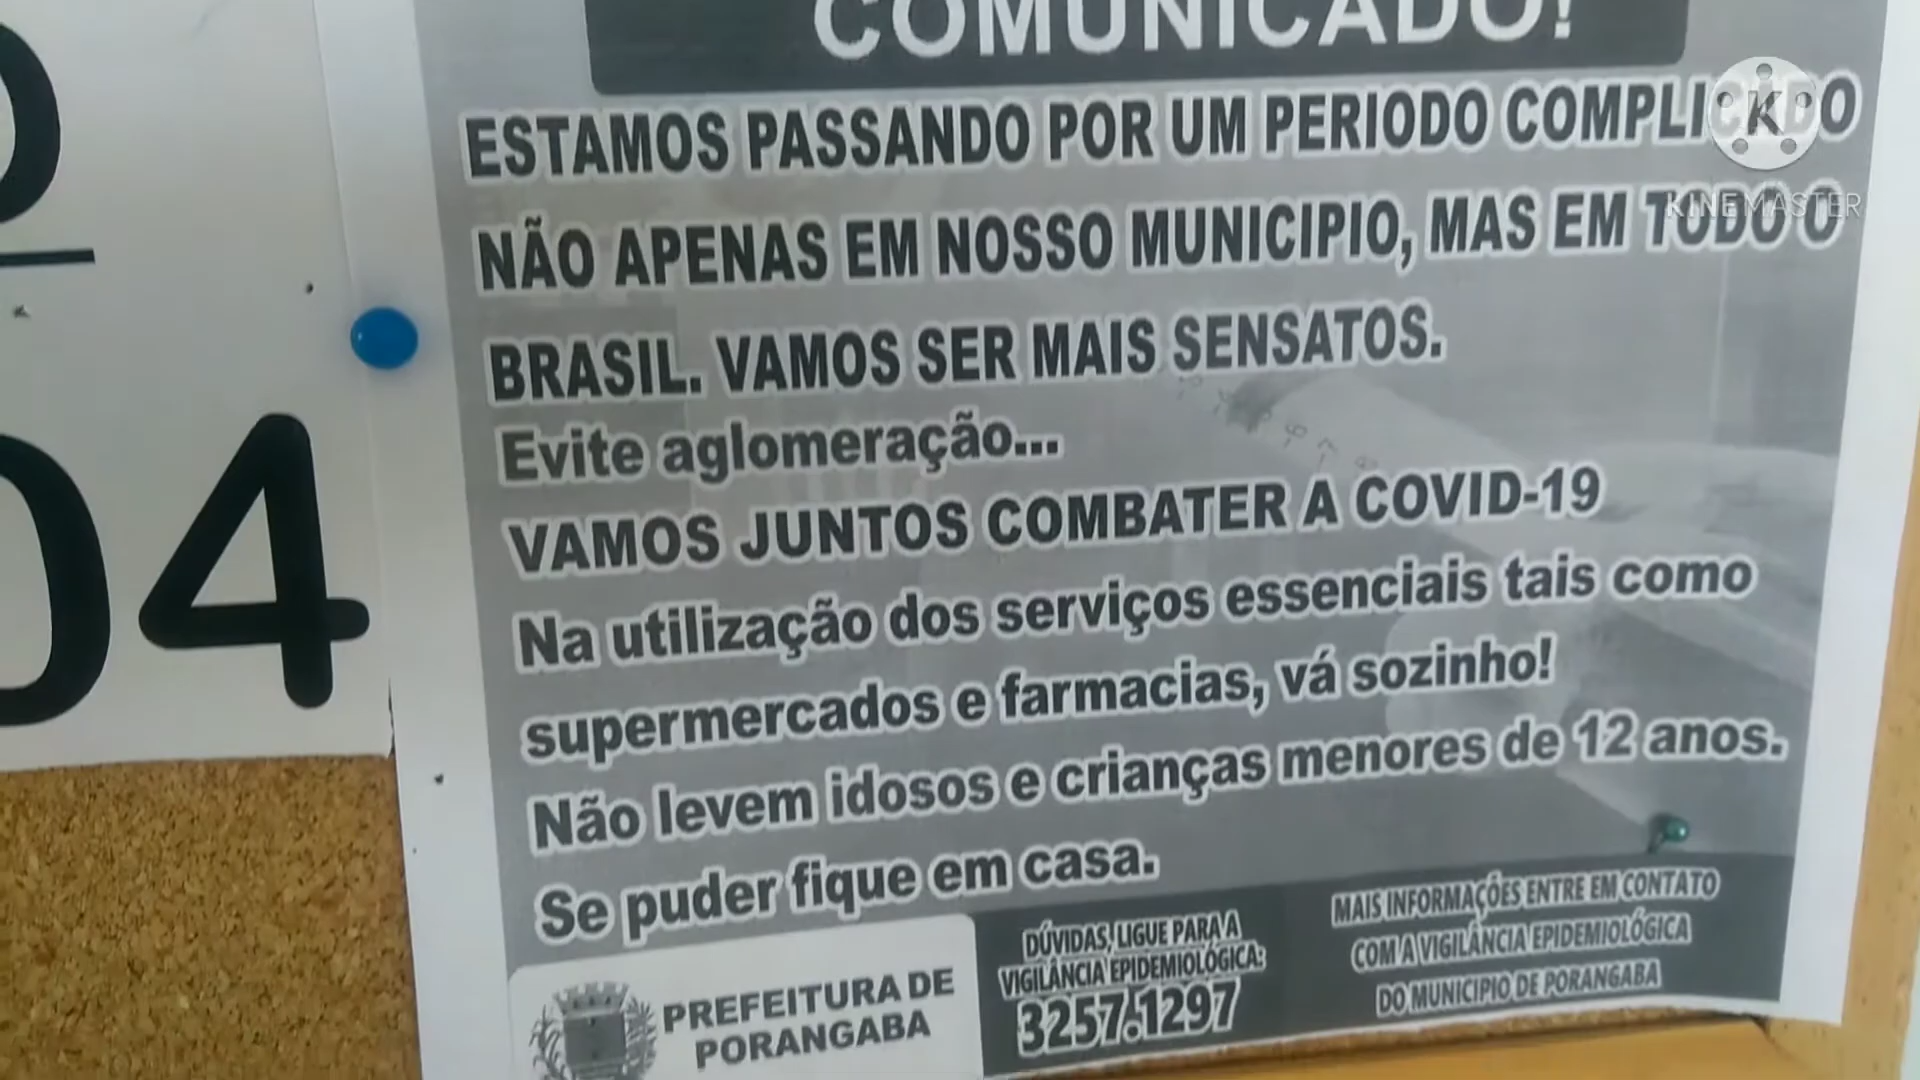 COMUNICADO!
ESTAMOS PASSANDO POR UM PERIODO COMPLICADO
NÃO APENAS EM NOSSO MUNICIPIO, MAS EM TODO O
BRASIL. VAMOS SER MAIS SENSATOS.
Evite aglomeração...
VAMOS JUNTOS COMBATER A COVID-19
Na utilização dos serviços essenciais tais como
supermercados e farmacias, vá sozinho!
Não levem idosos e crianças menores de 12 anos.
Se puder fique em casa.
PREFEITURA DE
PORANGABA
DÚVIDAS, LIGUE PARA A
VIGILÂNCIA EPIDEMIOLÓGICA:
3257.1297
MAIS INFORMAÇÕES ENTRE EM CONTATO
COM A VIGILÂNCIA EPIDEMIOLÓGICA
DO MUNICIPIO DE PORANGABA
04
K
KINEMASTER